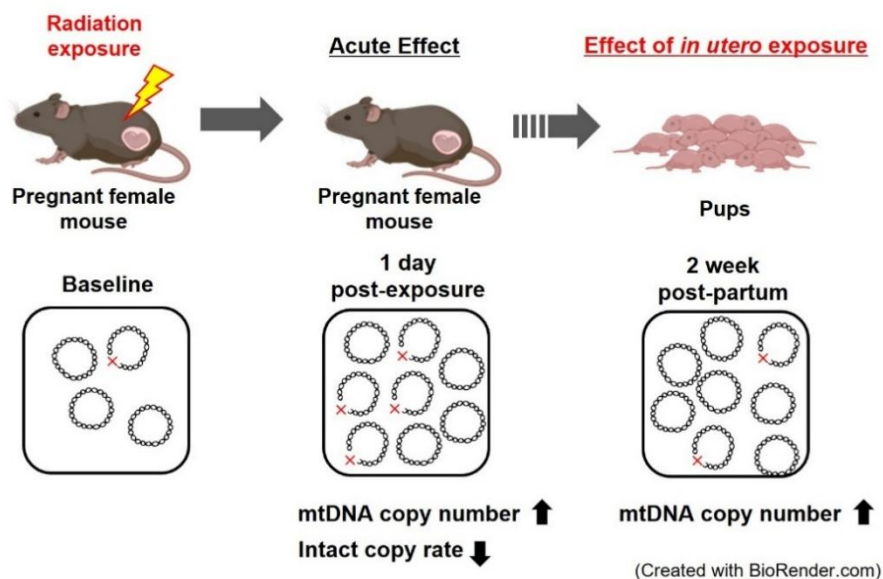 Radiation
exposure
Acute Effect
Effect of in utero exposure
Pregnant female
mouse
Pregnant female
mouse
Pups
Baseline
1 day
post-exposure
2 week
post-partum
mtDNA copy number
Intact copy rate
mtDNA copy number
(Created with BioRender.com)